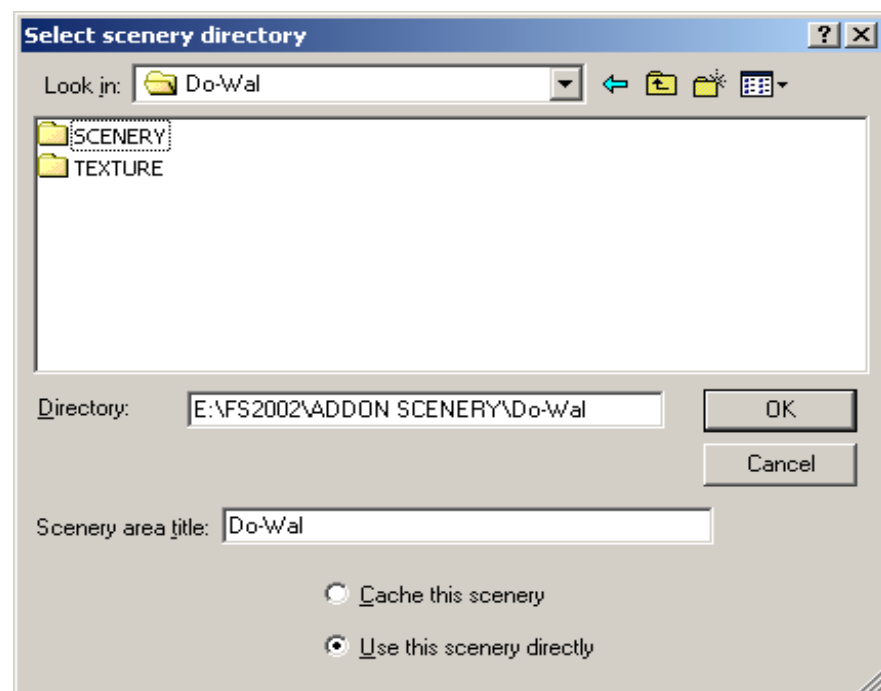 Select scenery directory
Look in: Do-Wal
SCENERY
TEXTURE
Directory: E:\FS2002\ADDON SCENERY\Do-Wal OK
Cancel
Scenery area title: Do-Wal
Cache this scenery
Use this scenery directly